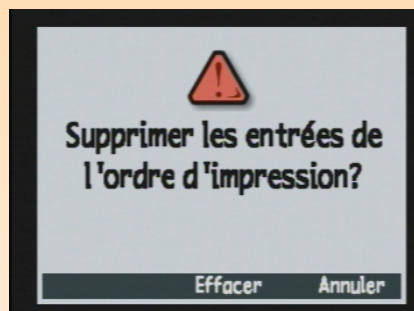 Supprimer les entrées de
l'ordre d'impression?
Effacer Annuler